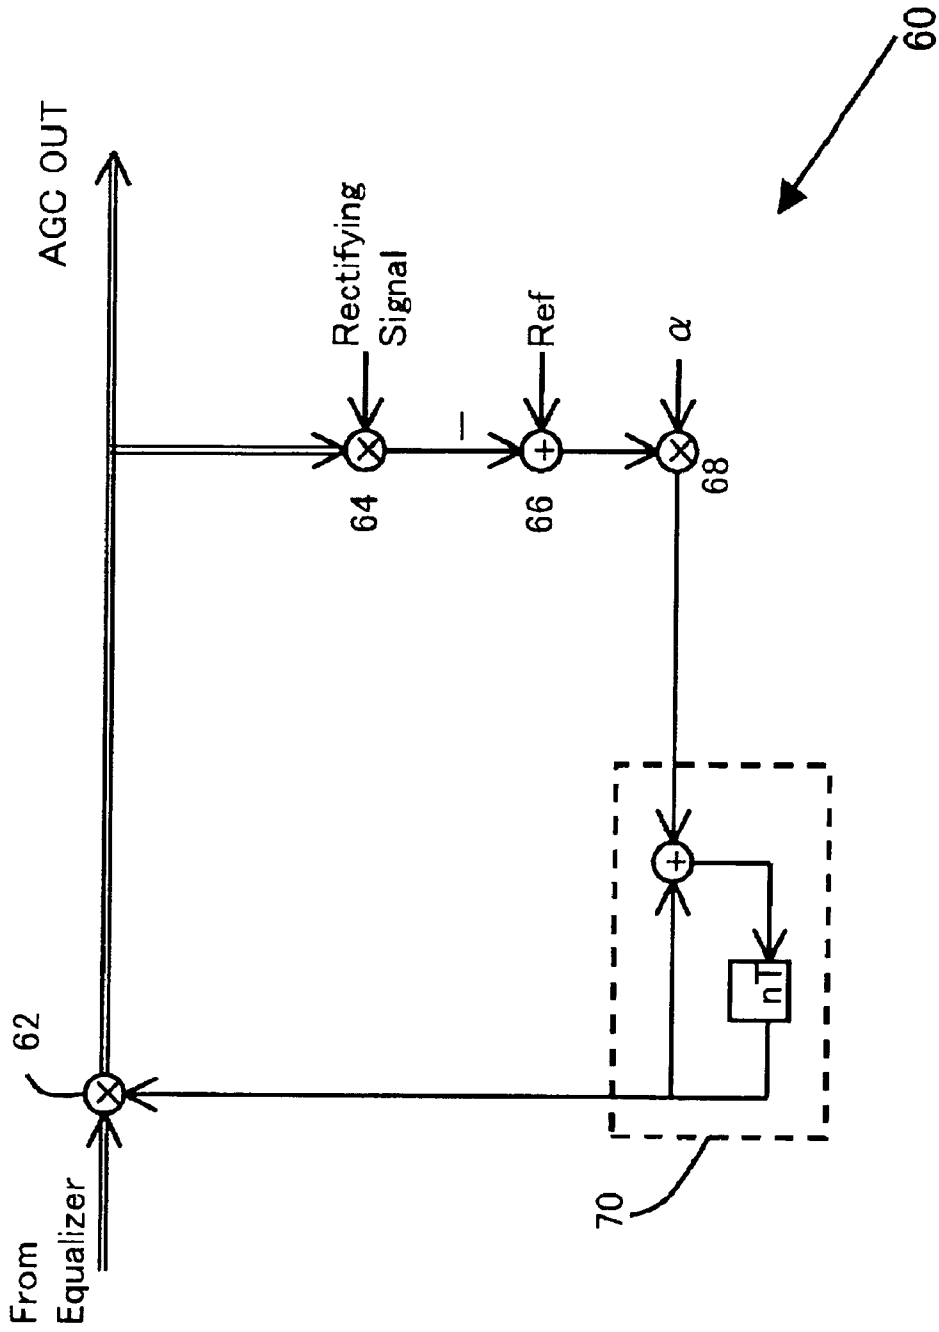 From
Equalizer
62
AGC OUT
Rectifying
Signal
64
−
Ref
66
α
68
nT
70
60